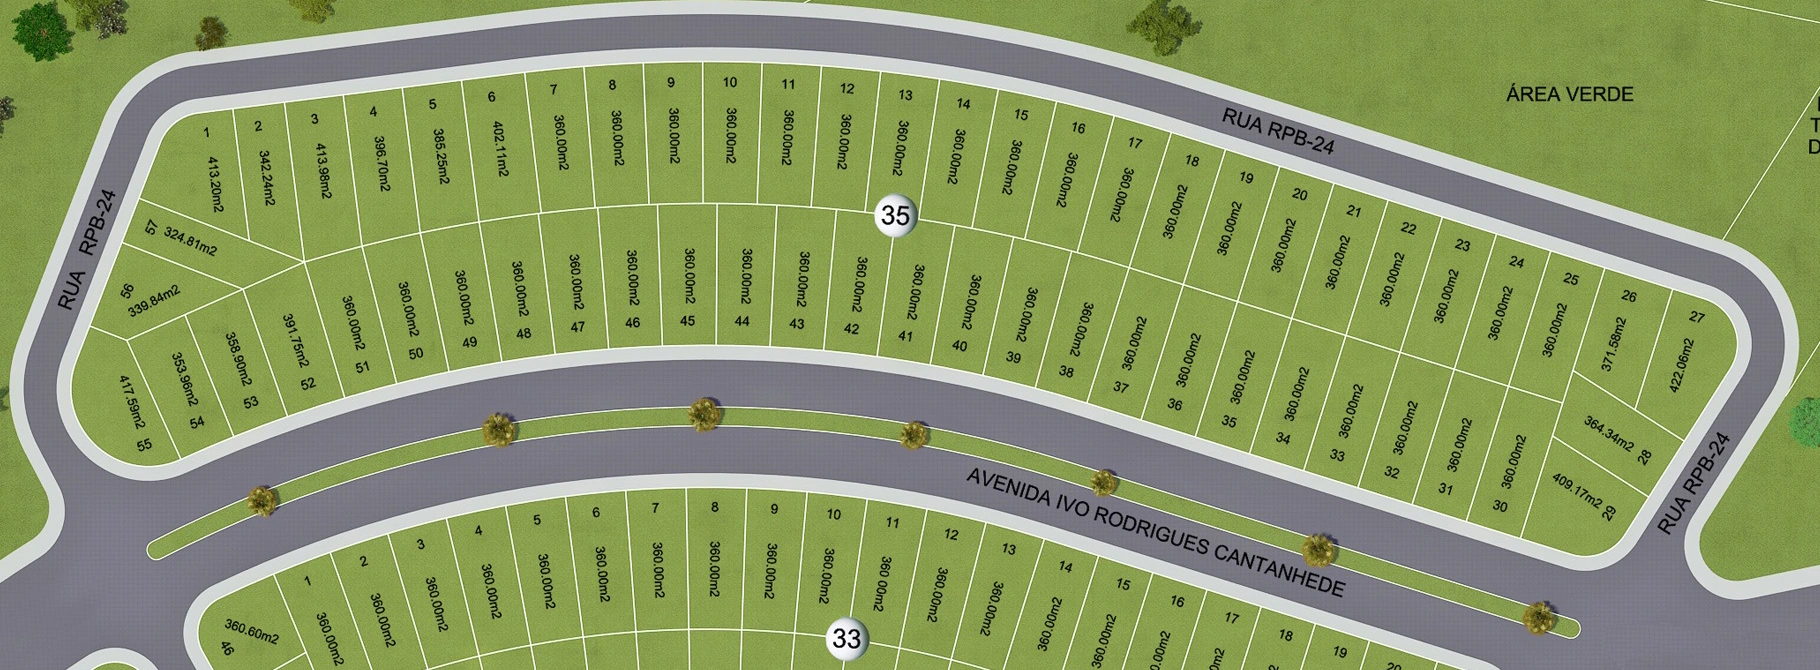 ÁREA VERDE
T
D
RUA RPB-24
RUA RPB-24
RUA RPB-24
AVENIDA IVO RODRIGUES CANTANHEDE
35
1
413.20m2
2
342.24m2
3
413.98m2
4
396.70m2
5
385.25m2
6
402.11m2
7
360.00m2
8
360.00m2
9
360.00m2
10
360.00m2
11
360.00m2
12
360.00m2
13
360.00m2
14
360.00m2
15
360.00m2
16
360.00m2
17
360.00m2
18
360.00m2
19
360.00m2
20
360.00m2
21
360.00m2
22
360.00m2
23
360.00m2
24
360.00m2
25
360.00m2
26
371.58m2
27
422.06m2
364.34m2
28
409.17m2
29
360.00m2
30
360.00m2
31
360.00m2
32
360.00m2
33
360.00m2
34
360.00m2
35
360.00m2
36
360.00m2
37
360.00m2
38
360.00m2
39
360.00m2
40
360.00m2
41
360.00m2
42
360.00m2
43
360.00m2
44
360.00m2
45
360.00m2
46
360.00m2
47
360.00m2
48
360.00m2
49
360.00m2
50
360.00m2
51
391.75m2
52
358.90m2
53
353.96m2
54
417.59m2
55
56
339.84m2
57
324.81m2
33
360.60m2
46
1
360.00m2
2
360.00m2
3
360.00m2
4
360.00m2
5
360.00m2
6
360.00m2
7
360.00m2
8
360.00m2
9
360.00m2
10
360.00m2
11
360.00m2
12
360.00m2
13
360.00m2
14
360.00m2
15
360.00m2
16
0.00m2
17
m2
18
19
20